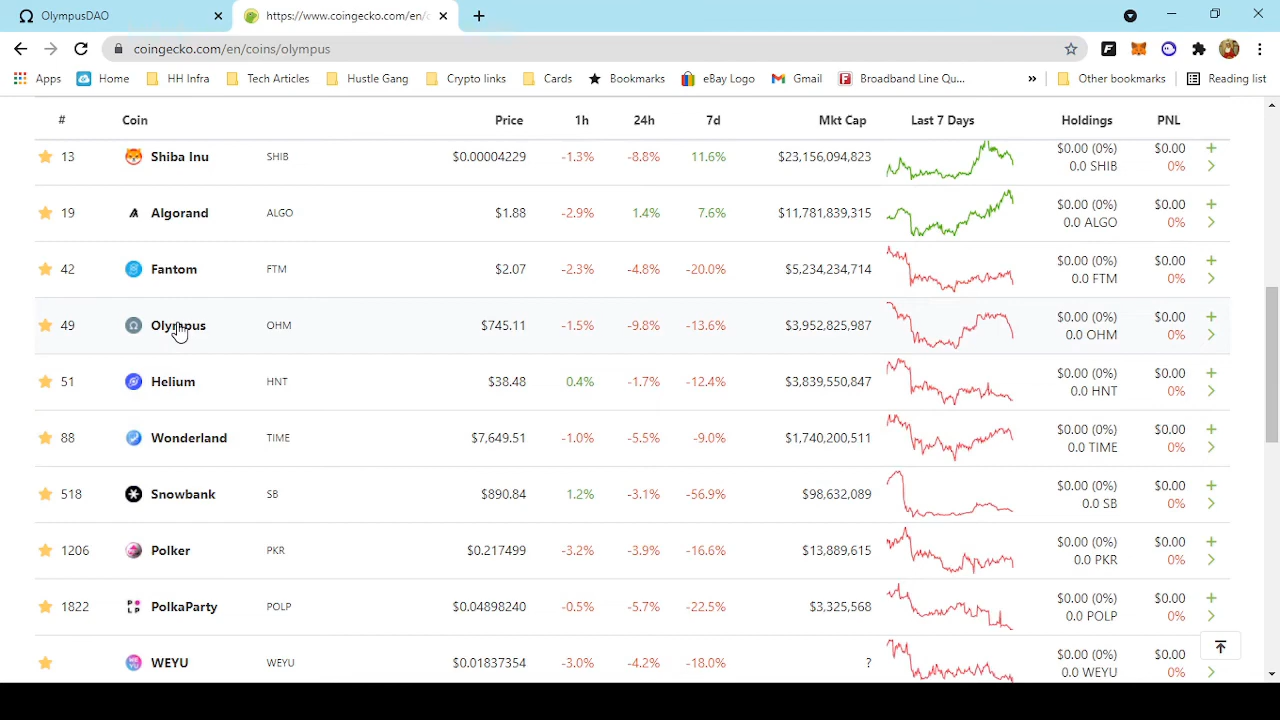 OlympusDAO
https://www.coingecko.com/en/c
coingecko.com/en/coins/olympus
Apps Home HH Infra Tech Articles Hustle Gang Crypto links Cards Bookmarks eBay Logo Gmail Broadband Line Qu... » Other bookmarks Reading list
# Coin Price 1h 24h 7d Mkt Cap Last 7 Days Holdings PNL
13 Shiba Inu SHIB $0.00004229 -1.3% -8.8% 11.6% $23,156,094,823 $0.00 (0%) $0.00 +
0.0 SHIB 0%
19 Algorand ALGO $1.88 -2.9% 1.4% 7.6% $11,781,839,315 $0.00 (0%) $0.00 +
0.0 ALGO 0%
42 Fantom FTM $2.07 -2.3% -4.8% -20.0% $5,234,234,714 $0.00 (0%) $0.00 +
0.0 FTM 0%
49 Olympus OHM $745.11 -1.5% -9.8% -13.6% $3,952,825,987 $0.00 (0%) $0.00 +
0.0 OHM 0%
51 Helium HNT $38.48 0.4% -1.7% -12.4% $3,839,550,847 $0.00 (0%) $0.00 +
0.0 HNT 0%
88 Wonderland TIME $7,649.51 -1.0% -5.5% -9.0% $1,740,200,511 $0.00 (0%) $0.00 +
0.0 TIME 0%
518 Snowbank SB $890.84 1.2% -3.1% -56.9% $98,632,089 $0.00 (0%) $0.00 +
0.0 SB 0%
1206 Polker PKR $0.217499 -3.2% -3.9% -16.6% $13,889,615 $0.00 (0%) $0.00 +
0.0 PKR 0%
1822 PolkaParty POLP $0.04898240 -0.5% -5.7% -22.5% $3,325,568 $0.00 (0%) $0.00 +
0.0 POLP 0%
WEYU WEYU $0.01837354 -3.0% -4.2% -18.0% ? $0.00 (0%) $0.00
0.0 WEYU 0%